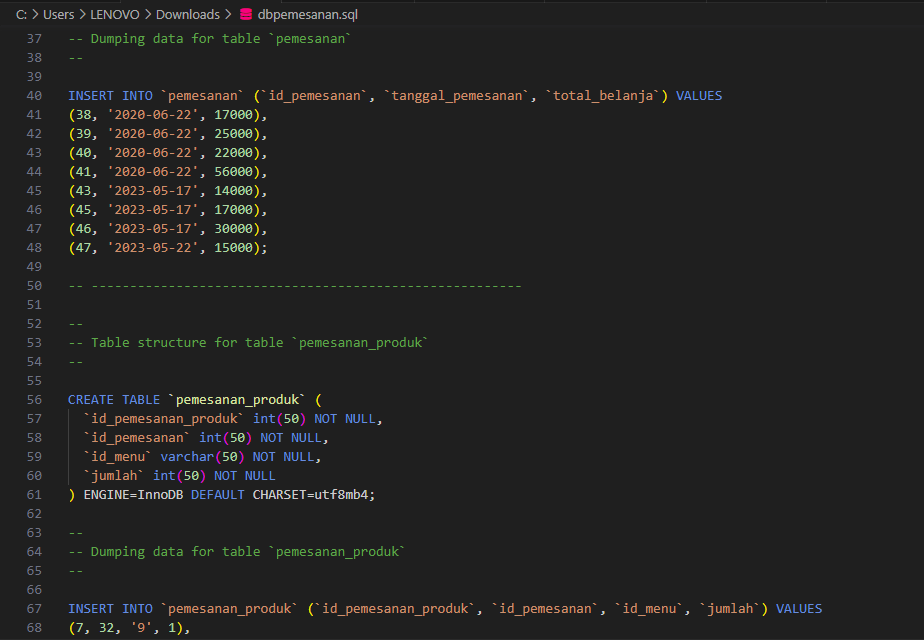 C: > Users > LENOVO > Downloads > dbpemesanan.sql
37 -- Dumping data for table `pemesanan`
38 --
39
40 INSERT INTO `pemesanan` (`id_pemesanan`, `tanggal_pemesanan`, `total_belanja`) VALUES
41 (38, '2020-06-22', 17000),
42 (39, '2020-06-22', 25000),
43 (40, '2020-06-22', 22000),
44 (41, '2020-06-22', 56000),
45 (43, '2023-05-17', 14000),
46 (45, '2023-05-17', 17000),
47 (46, '2023-05-17', 30000),
48 (47, '2023-05-22', 15000);
49
50 -- --------------------------------------------------------
51
52 --
53 -- Table structure for table `pemesanan_produk`
54 --
55
56 CREATE TABLE `pemesanan_produk` (
57   `id_pemesanan_produk` int(50) NOT NULL,
58   `id_pemesanan` int(50) NOT NULL,
59   `id_menu` varchar(50) NOT NULL,
60   `jumlah` int(50) NOT NULL
61 ) ENGINE=InnoDB DEFAULT CHARSET=utf8mb4;
62
63 --
64 -- Dumping data for table `pemesanan_produk`
65 --
66
67 INSERT INTO `pemesanan_produk` (`id_pemesanan_produk`, `id_pemesanan`, `id_menu`, `jumlah`) VALUES
68 (7, 32, '9', 1),